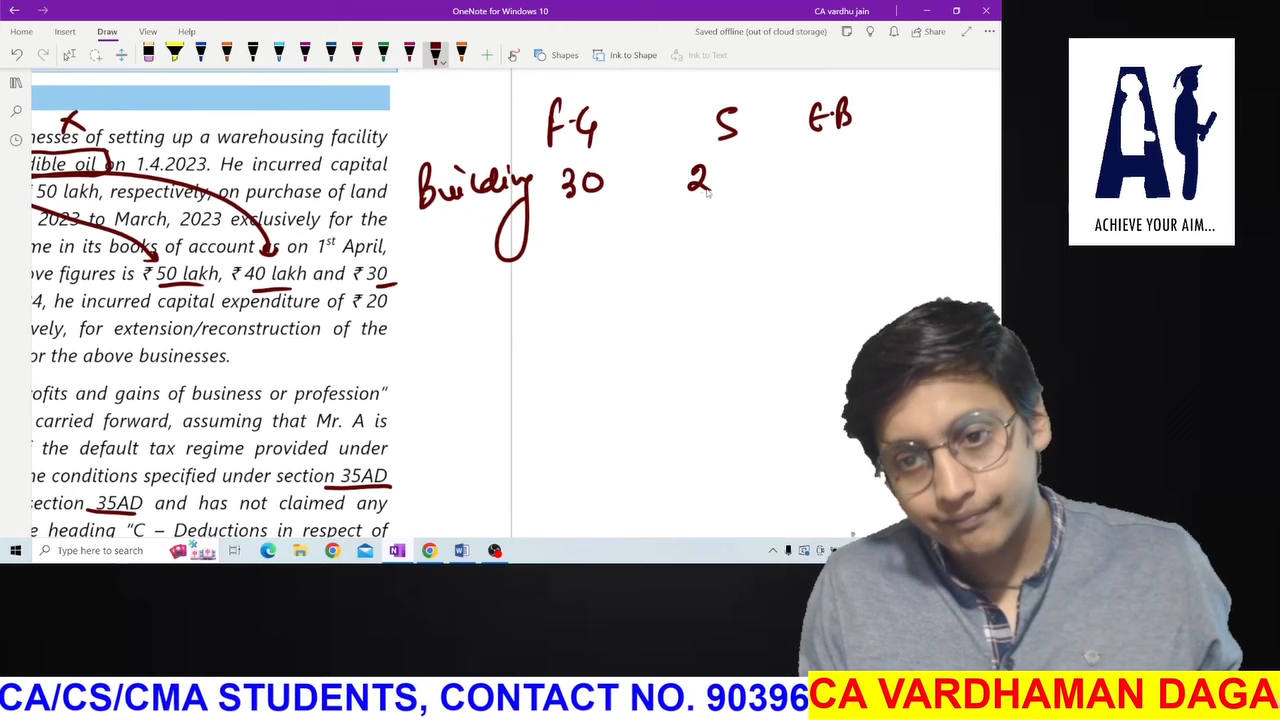 OneNote for Windows 10
CA vardhu jain
Home Insert Draw View Help
Saved offline (out of cloud storage)
Share
Shapes
Ink to Shape
Ink to Text
nesses of setting up a warehousing facility
dible oil on 1.4.2023. He incurred capital
₹ 50 lakh, respectively, on purchase of land
2023 to March, 2023 exclusively for the
me in its books of account as on 1st April,
ove figures is ₹ 50 lakh, ₹ 40 lakh and ₹ 30
4, he incurred capital expenditure of ₹ 20
vely, for extension/reconstruction of the
or the above businesses.
rofits and gains of business or profession”
carried forward, assuming that Mr. A is
f the default tax regime provided under
he conditions specified under section 35AD
section 35AD and has not claimed any
e heading “C – Deductions in respect of
F.G S E.B
Building 30 2
Type here to search
ACHIEVE YOUR AIM...
CA/CS/CMA STUDENTS, CONTACT NO. 90396
CA VARDHAMAN DAGA